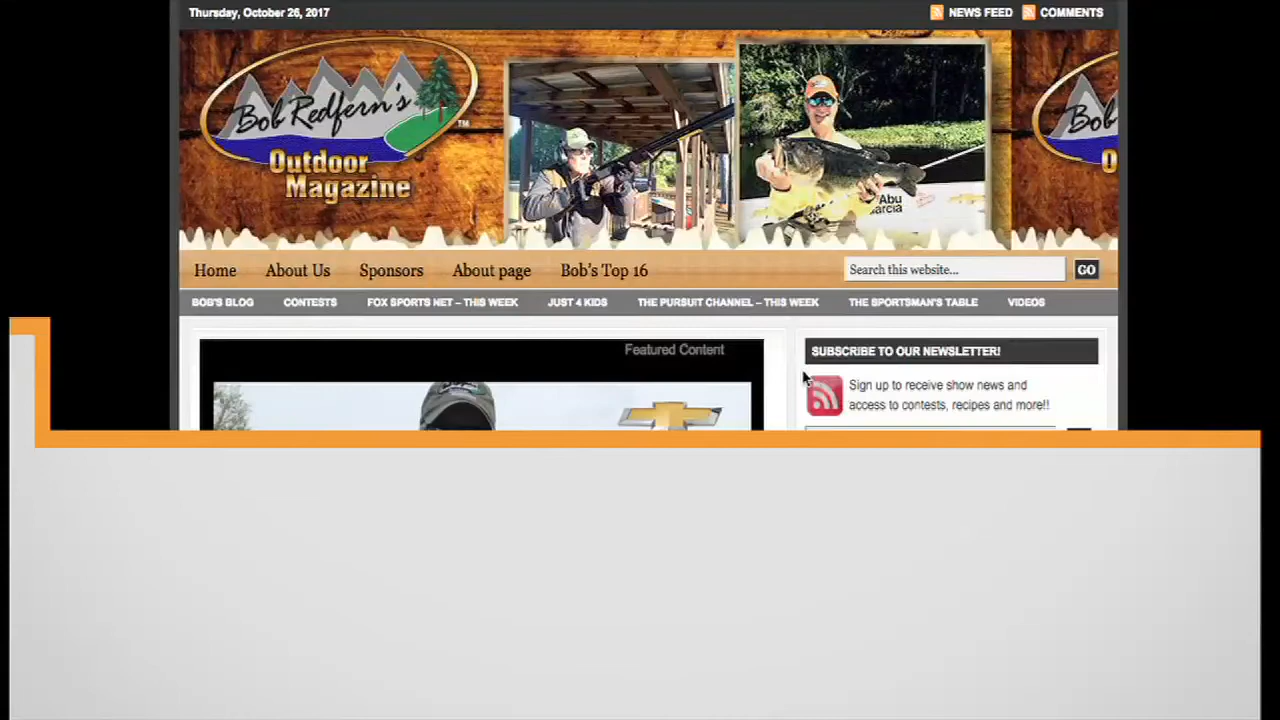 Thursday, October 26, 2017
NEWS FEED
COMMENTS
Bob Redfern's
TM
Outdoor
Magazine
Abu
Garcia
Bob
O
Home
About Us
Sponsors
About page
Bob's Top 16
Search this website...
GO
BOB'S BLOG
CONTESTS
FOX SPORTS NET – THIS WEEK
JUST 4 KIDS
THE PURSUIT CHANNEL – THIS WEEK
THE SPORTSMAN'S TABLE
VIDEOS
Featured Content
SUBSCRIBE TO OUR NEWSLETTER!
Sign up to receive show news and
access to contests, recipes and more!!